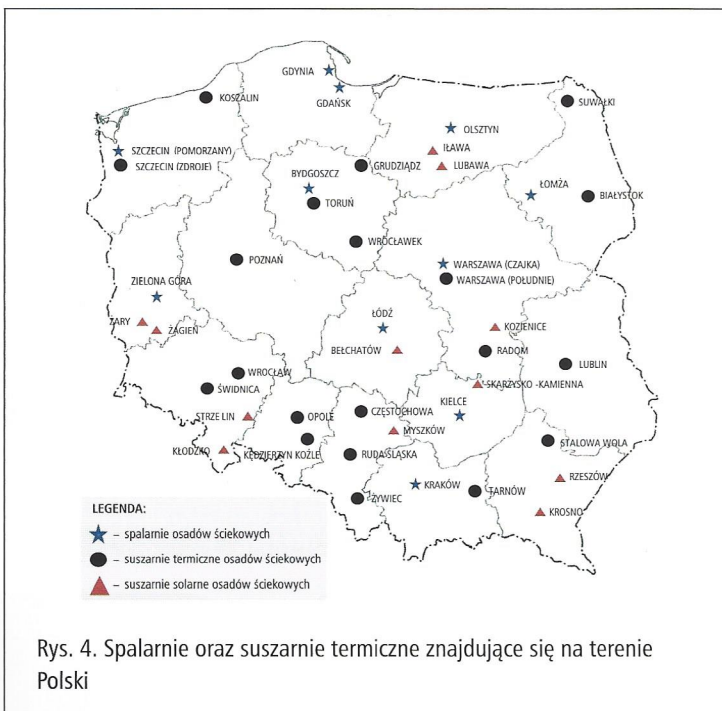 GDYNIA
GDAŃSK
KOSZALIN
SUWAŁKI
OLSZTYN
IŁAWA
LUBAWA
SZCZECIN (POMORZANY)
SZCZECIN (ZDROJE)
GRUDZIĄDZ
BYDGOSZCZ
TORUŃ
ŁOMŻA
BIAŁYSTOK
WROCŁAWEK
POZNAŃ
WARSZAWA (CZAJKA)
WARSZAWA (POŁUDNIE)
ZIELONA GÓRA
ŻARY
ŻAGIEŃ
ŁÓDŹ
BEŁCHATÓW
KOZIENICE
RADOM
LUBLIN
WROCŁAW
ŚWIDNICA
SKARŻYSKO -KAMIENNA
KIELCE
STRZE LIN
OPOLE
CZĘSTOCHOWA
MYSZKÓW
KŁODZKO
KĘDZIERZYN KOŹLE
RUDA ŚLĄSKA
STALOWA WOLA
RZESZÓW
KRAKÓW
TARNÓW
ŻYWIEC
KROSNO
LEGENDA:
– spalarnie osadów ściekowych
– suszarnie termiczne osadów ściekowych
– suszarnie solarne osadów ściekowych
Rys. 4. Spalarnie oraz suszarnie termiczne znajdujące się na terenie
Polski